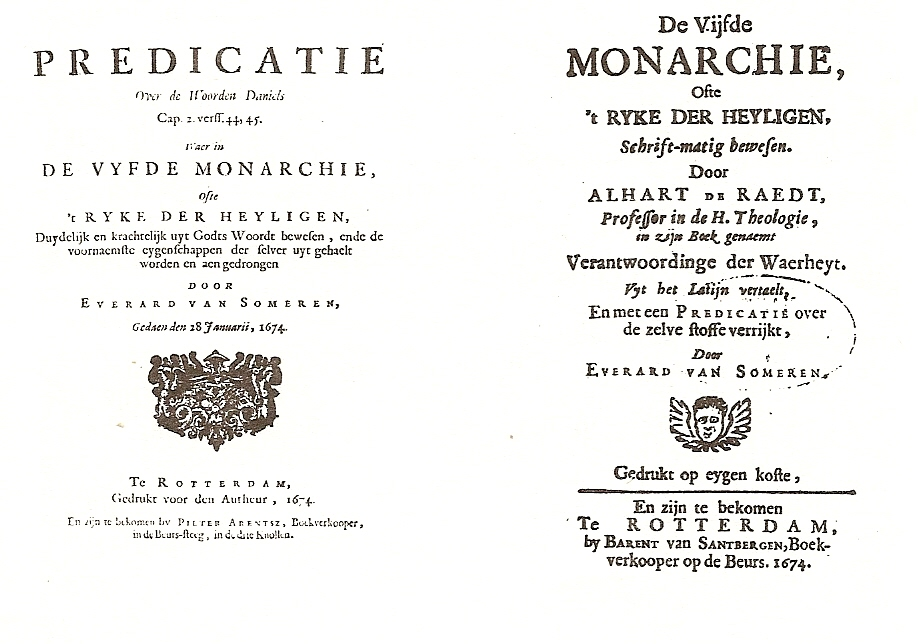 PREDICATIE
Over de Woorden Daniels
Cap. 2. verſſ. 44, 45.
Waer in
DE VYFDE MONARCHIE,
Ofte
't RYKE DER HEYLIGEN,
Duydelijk en krachtelijk uyt Godts Woordt beweſen, ende de
voornaemſte eygenſchappen der ſelver uyt gehaelt
worden en aengedrongen
DOOR
EVERARD VAN SOMEREN,
Gedaen den 28 Januarii, 1674.
Te ROTTERDAM,
Gedrukt voor den Autheur, 1674.
En zijn te bekomen by PIETER ARENTSZ, Boekverkooper,
in de Beurs-ſteeg, in de drie Knollen.
De Vijfde
MONARCHIE,
Ofte
't RYKE DER HEYLIGEN,
Schrift-matig beweſen.
Door
ALHART DE RAEDT,
Profeſſor in de H. Theologie,
in zijn Boek genaemt
Verantwoordinge der Waerheyt.
Uyt het Latijn vertaelt,
En met een PREDICATIE over
de zelve ſtoffe verrijkt,
Door
EVERARD VAN SOMEREN.
Gedrukt op eygen koſte,
En zijn te bekomen
Te ROTTERDAM,
by BARENT van SANTBERGEN, Boek-
verkooper op de Beurs. 1674.